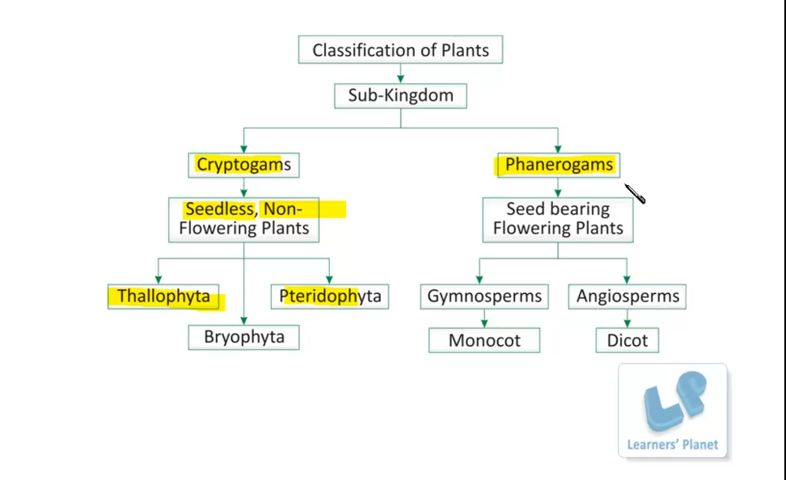 Classification of Plants
Sub-Kingdom
Cryptogams
Phanerogams
Seedless, Non-
Flowering Plants
Seed bearing
Flowering Plants
Thallophyta
Pteridophyta
Gymnosperms
Angiosperms
Bryophyta
Monocot
Dicot
LP
Learners' Planet